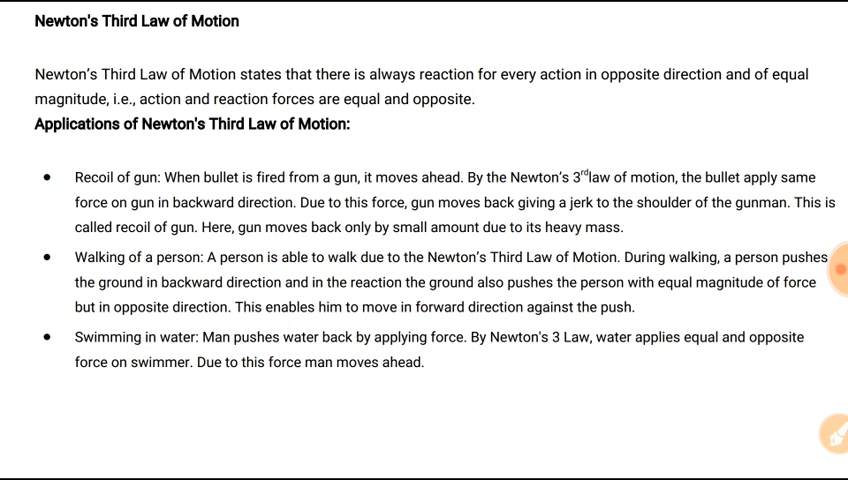 Newton's Third Law of Motion
Newton's Third Law of Motion states that there is always reaction for every action in opposite direction and of equal
magnitude, i.e., action and reaction forces are equal and opposite.
Applications of Newton's Third Law of Motion:
● Recoil of gun: When bullet is fired from a gun, it moves ahead. By the Newton's 3rdlaw of motion, the bullet apply same
force on gun in backward direction. Due to this force, gun moves back giving a jerk to the shoulder of the gunman. This is
called recoil of gun. Here, gun moves back only by small amount due to its heavy mass.
● Walking of a person: A person is able to walk due to the Newton's Third Law of Motion. During walking, a person pushes
the ground in backward direction and in the reaction the ground also pushes the person with equal magnitude of force
but in opposite direction. This enables him to move in forward direction against the push.
● Swimming in water: Man pushes water back by applying force. By Newton's 3 Law, water applies equal and opposite
force on swimmer. Due to this force man moves ahead.